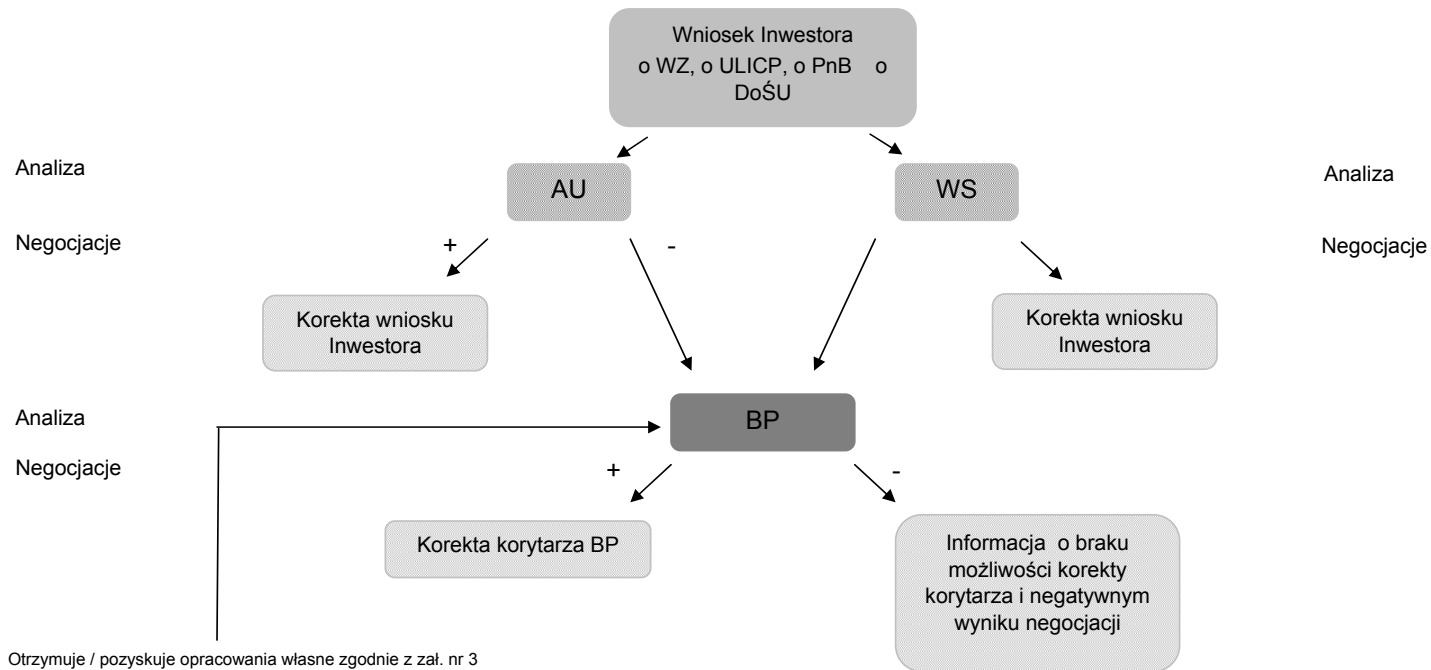 Wniosek Inwestora
o WZ, o ULICP, o PnB o
DoŚU
Analiza
AU
WS
Analiza
Negocjacje
+
-
Negocjacje
Korekta wniosku
Inwestora
Korekta wniosku
Inwestora
Analiza
BP
Negocjacje
+
-
Korekta korytarza BP
Informacja o braku
możliwości korekty
korytarza i negatywnym
wyniku negocjacji
Otrzymuje / pozyskuje opracowania własne zgodnie z zał. nr 3